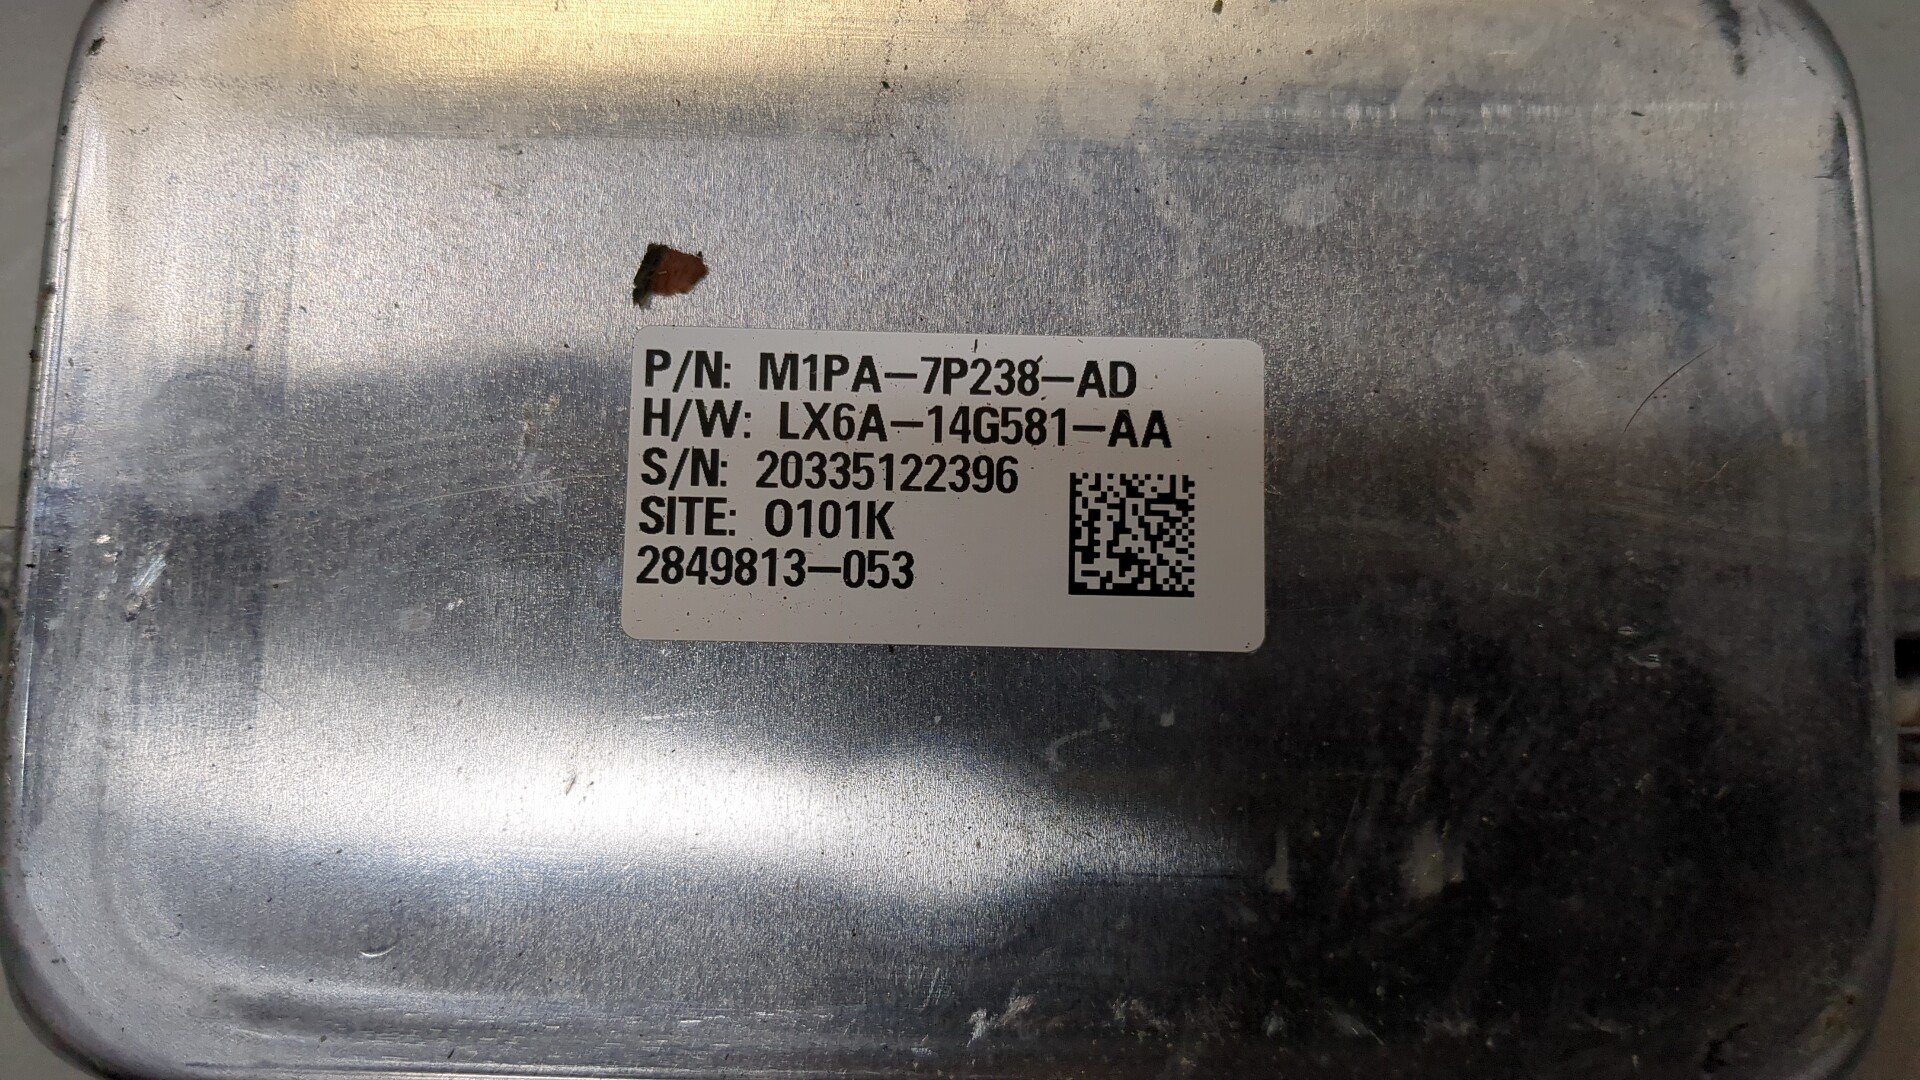 P/N: M1PA-7P238-AD
H/W: LX6A-14G581-AA
S/N: 20335122396
SITE: O101K
2849813-053